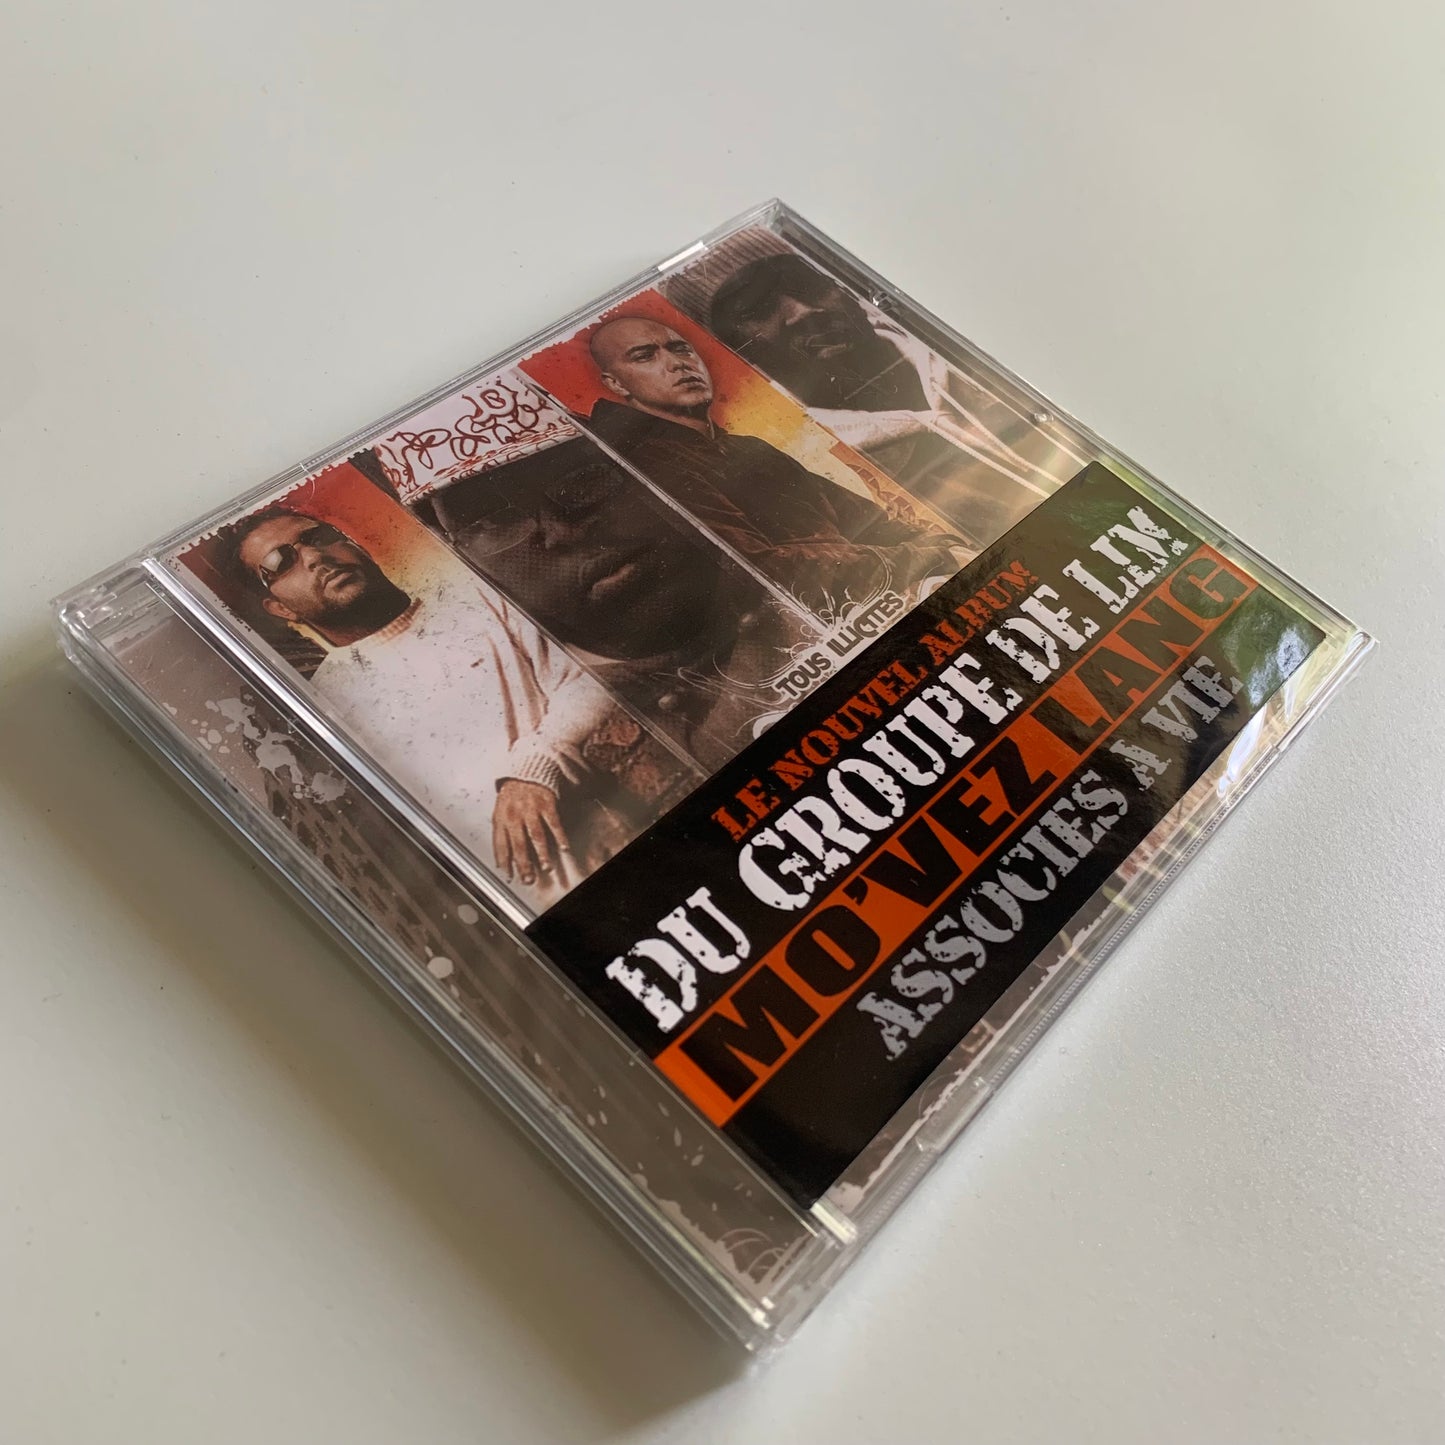 TOUS ILLICITES
LE NOUVEL ALBUM
DU GROUPE DE LIM
MO'VEZ LANG
ASSOCIES A VIE